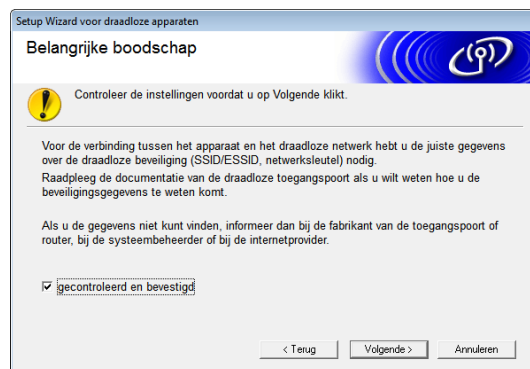 Setup Wizard voor draadloze apparaten
Belangrijke boodschap
Controleer de instellingen voordat u op Volgende klikt.
Voor de verbinding tussen het apparaat en het draadloze netwerk hebt u de juiste gegevens
over de draadloze beveiliging (SSID/ESSID, netwerksleutel) nodig.
Raadpleeg de documentatie van de draadloze toegangspoort als u wilt weten hoe u de
beveiligingsgegevens te weten komt.
Als u de gegevens niet kunt vinden, informeer dan bij de fabrikant van de toegangspoort of
router, bij de systeembeheerder of bij de internetprovider.
gecontroleerd en bevestigd
< Terug
Volgende >
Annuleren